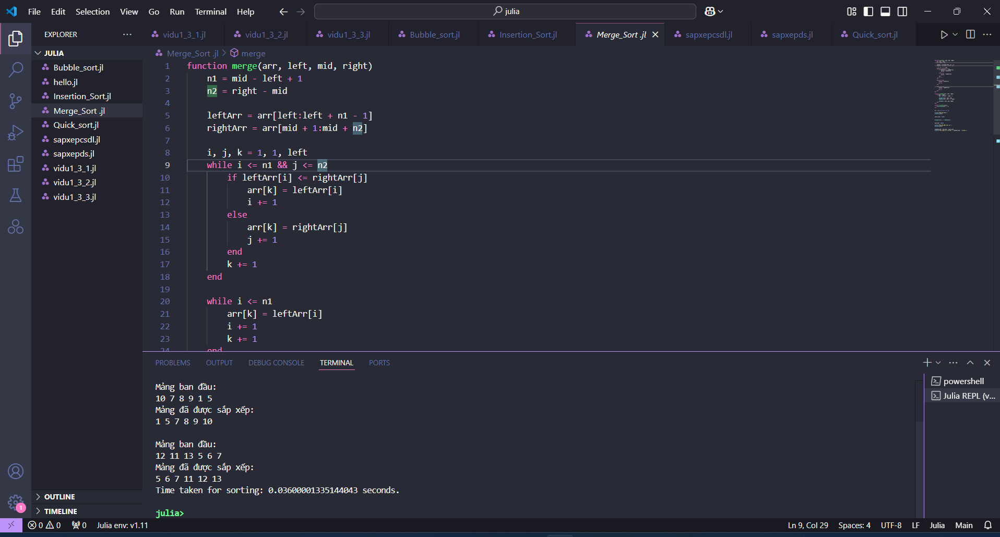 File Edit Selection View Go Run Terminal Help
julia
EXPLORER
vidu1_3_1.jl vidu1_3_2.jl vidu1_3_3.jl Bubble_sort.jl Insertion_Sort.jl Merge_Sort .jl sapxepcsdl.jl sapxepds.jl Quick_sort.jl
JULIA
Bubble_sort.jl
hello.jl
Insertion_Sort.jl
Merge_Sort .jl
Quick_sort.jl
sapxepcsdl.jl
sapxepds.jl
vidu1_3_1.jl
vidu1_3_2.jl
vidu1_3_3.jl
OUTLINE
TIMELINE
Merge_Sort .jl > merge
1 function merge(arr, left, mid, right)
2     n1 = mid - left + 1
3     n2 = right - mid
4
5     leftArr = arr[left:left + n1 - 1]
6     rightArr = arr[mid + 1:mid + n2]
7
8     i, j, k = 1, 1, left
9     while i <= n1 && j <= n2
10         if leftArr[i] <= rightArr[j]
11             arr[k] = leftArr[i]
12             i += 1
13         else
14             arr[k] = rightArr[j]
15             j += 1
16         end
17         k += 1
18     end
19
20     while i <= n1
21         arr[k] = leftArr[i]
22         i += 1
23         k += 1
24     end
PROBLEMS OUTPUT DEBUG CONSOLE TERMINAL PORTS
Mảng ban đầu:
10 7 8 9 1 5
Mảng đã được sắp xếp:
1 5 7 8 9 10
Mảng ban đầu:
12 11 13 5 6 7
Mảng đã được sắp xếp:
5 6 7 11 12 13
Time taken for sorting: 0.03600001335144043 seconds.
julia>
powershell
Julia REPL (v...
1
0 0 0 Julia env: v1.11
Ln 9, Col 29 Spaces: 4 UTF-8 LF Julia Main